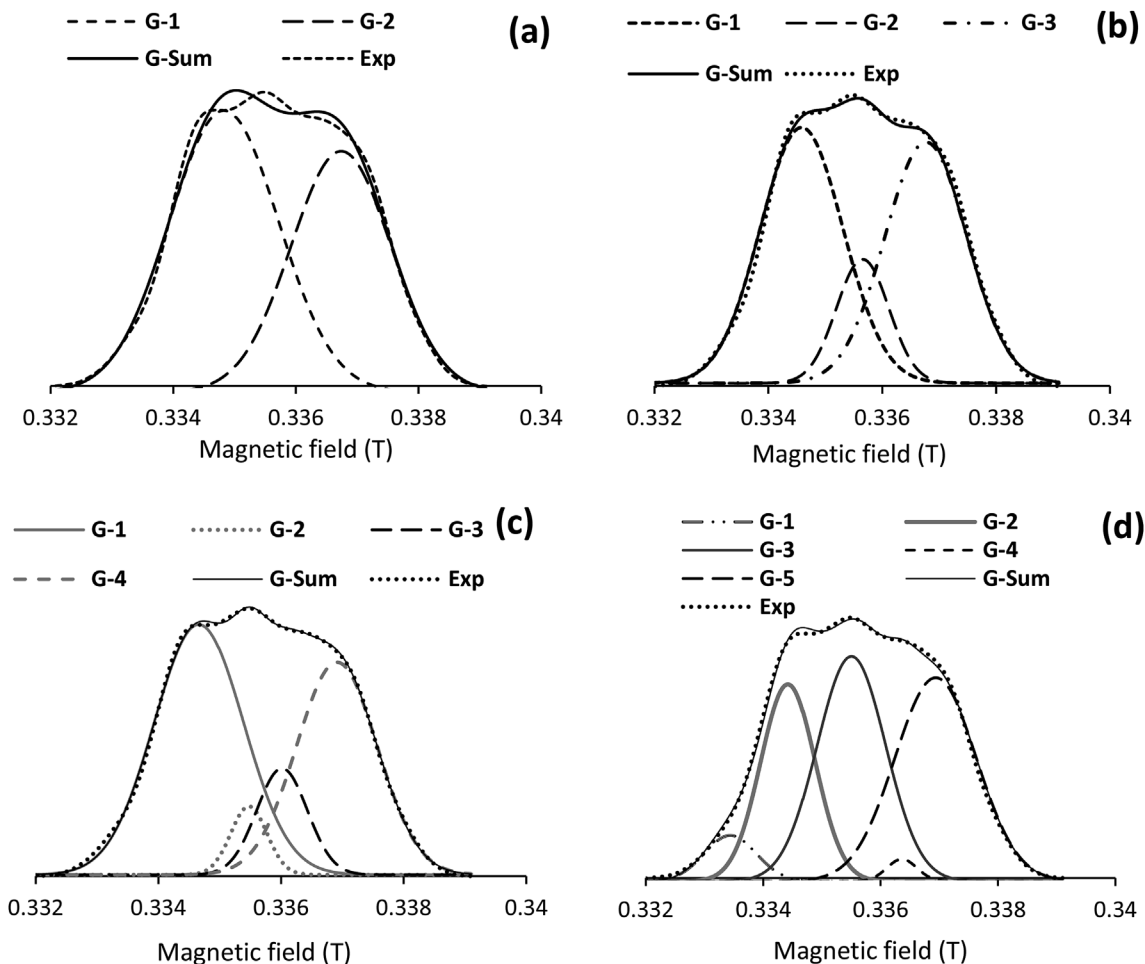 G-1 G-2 (a)
G-Sum Exp
0.332 0.334 0.336 0.338 0.34
Magnetic field (T)
G-1 G-2 G-3 (b)
G-Sum Exp
0.332 0.334 0.336 0.338 0.34
Magnetic field (T)
G-1 G-2 G-3 (c)
G-4 G-Sum Exp
0.332 0.334 0.336 0.338 0.34
Magnetic field (T)
G-1 G-2 (d)
G-3 G-4
G-5 G-Sum
Exp
0.332 0.334 0.336 0.338 0.34
Magnetic field (T)